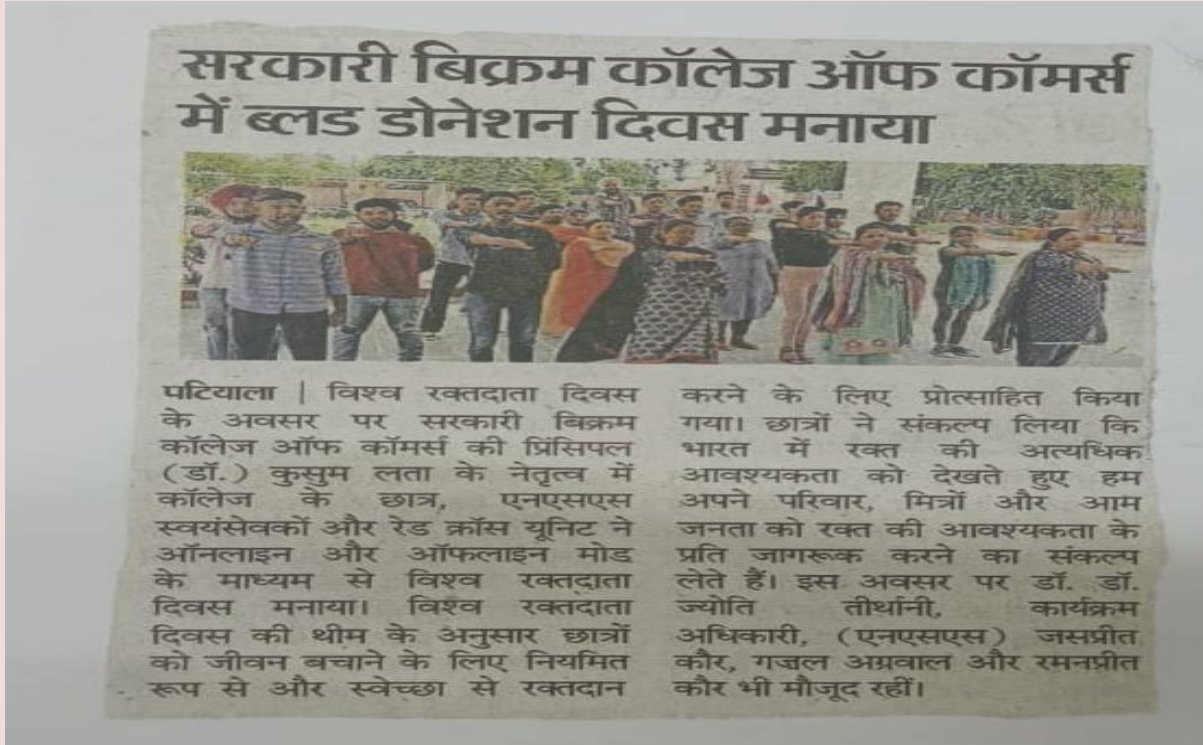 सरकारी बिक्रम कॉलेज ऑफ कॉमर्स
में ब्लड डोनेशन दिवस मनाया
पटियाला | विश्व रक्तदाता दिवस
के अवसर पर सरकारी बिक्रम
कॉलेज ऑफ कॉमर्स की प्रिंसिपल
(डॉ.) कुसुम लता के नेतृत्व में
कॉलेज के छात्र, एनएसएस
स्वयंसेवकों और रेड क्रॉस यूनिट ने
ऑनलाइन और ऑफलाइन मोड
के माध्यम से विश्व रक्तदाता
दिवस मनाया। विश्व रक्तदाता
दिवस की थीम के अनुसार छात्रों
को जीवन बचाने के लिए नियमित
रूप से और स्वेच्छा से रक्तदान
करने के लिए प्रोत्साहित किया
गया। छात्रों ने संकल्प लिया कि
भारत में रक्त की अत्यधिक
आवश्यकता को देखते हुए हम
अपने परिवार, मित्रों और आम
जनता को रक्त की आवश्यकता के
प्रति जागरूक करने का संकल्प
लेते हैं। इस अवसर पर डॉ. डॉ.
ज्योति तीर्थानी, कार्यक्रम
अधिकारी, (एनएसएस) जसप्रीत
कौर, गज़ल अग्रवाल और रमनप्रीत
कौर भी मौजूद रहीं।